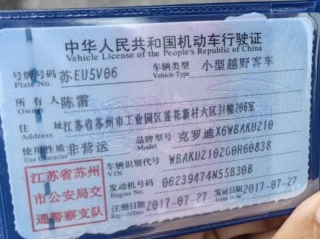 中华人民共和国机动车行驶证
Vehicle License of the People's Republic of China
号牌号码 苏EU5V06 车辆类型 小型越野客车
Plate No. Vehicle Type
所有人 陈雷
Owner
住址 江苏省苏州市工业园区莲花新村六区31幢206室
Address
使用性质 非营运 品牌型号 克罗迪X6WBAKU210
Use Character Model
车辆识别代号 WBAKU2102G0R60838
VIN
江苏省苏州
市公安局交
通警察支队
发动机号码 06239474N55B30B
Engine No.
注册日期 2017-07-27 发证日期 2017-07-27